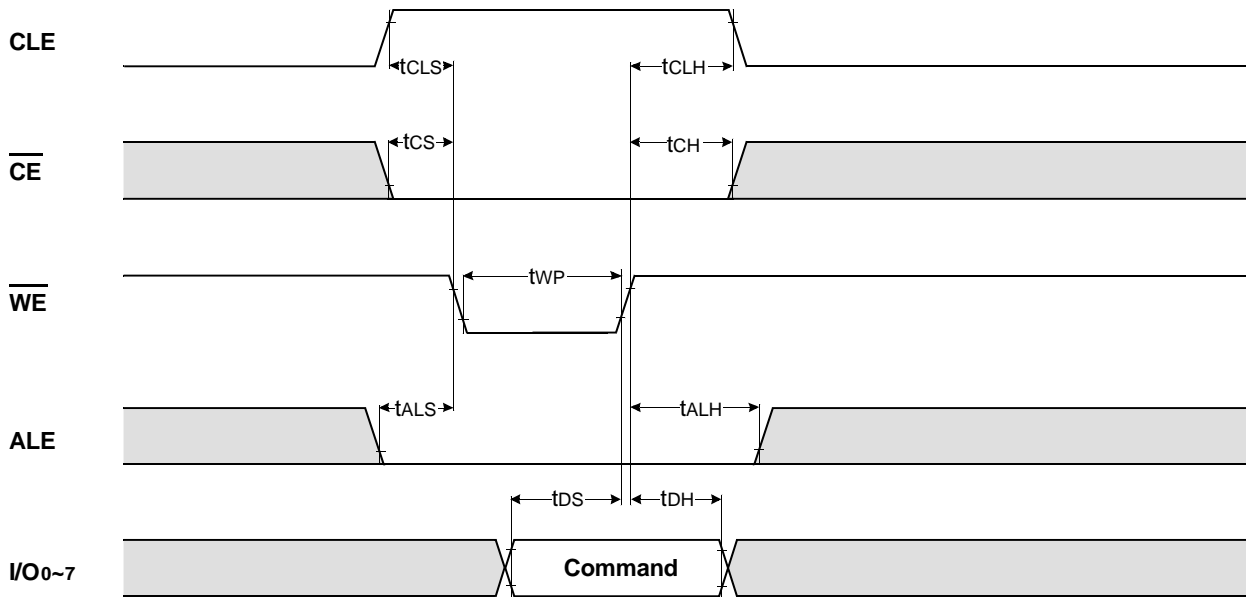 CLE
tCLS
tCLH
CE
tCS
tCH
WE
tWP
ALE
tALS
tALH
tDS
tDH
I/O0~7
Command